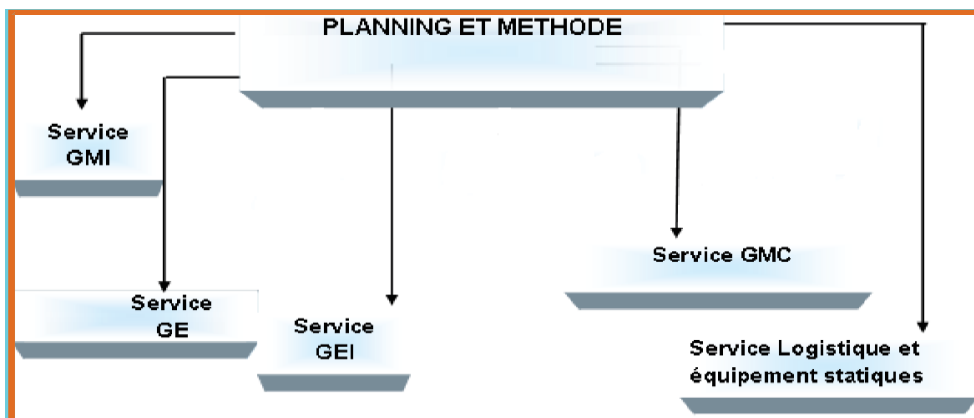 PLANNING ET METHODE
Service
GMI
Service
GE
Service
GEI
Service GMC
Service Logistique et
équipement statiques